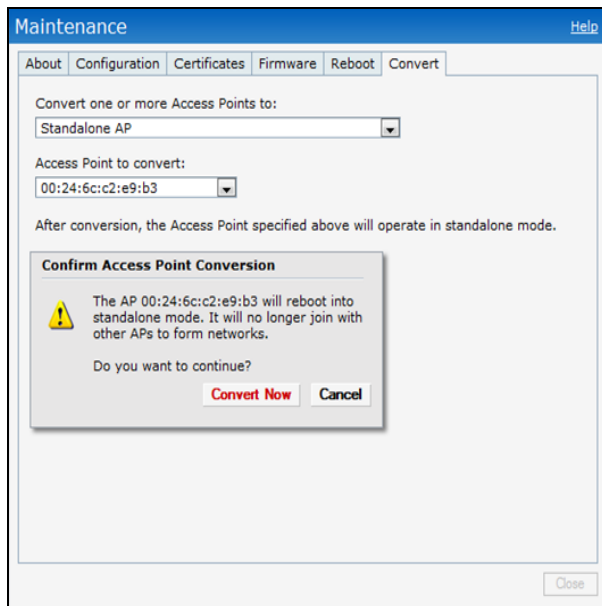 Maintenance
Help
About
Configuration
Certificates
Firmware
Reboot
Convert
Convert one or more Access Points to:
Standalone AP
Access Point to convert:
00:24:6c:c2:e9:b3
After conversion, the Access Point specified above will operate in standalone mode.
Confirm Access Point Conversion
The AP 00:24:6c:c2:e9:b3 will reboot into
standalone mode. It will no longer join with
other APs to form networks.
Do you want to continue?
Convert Now
Cancel
Close